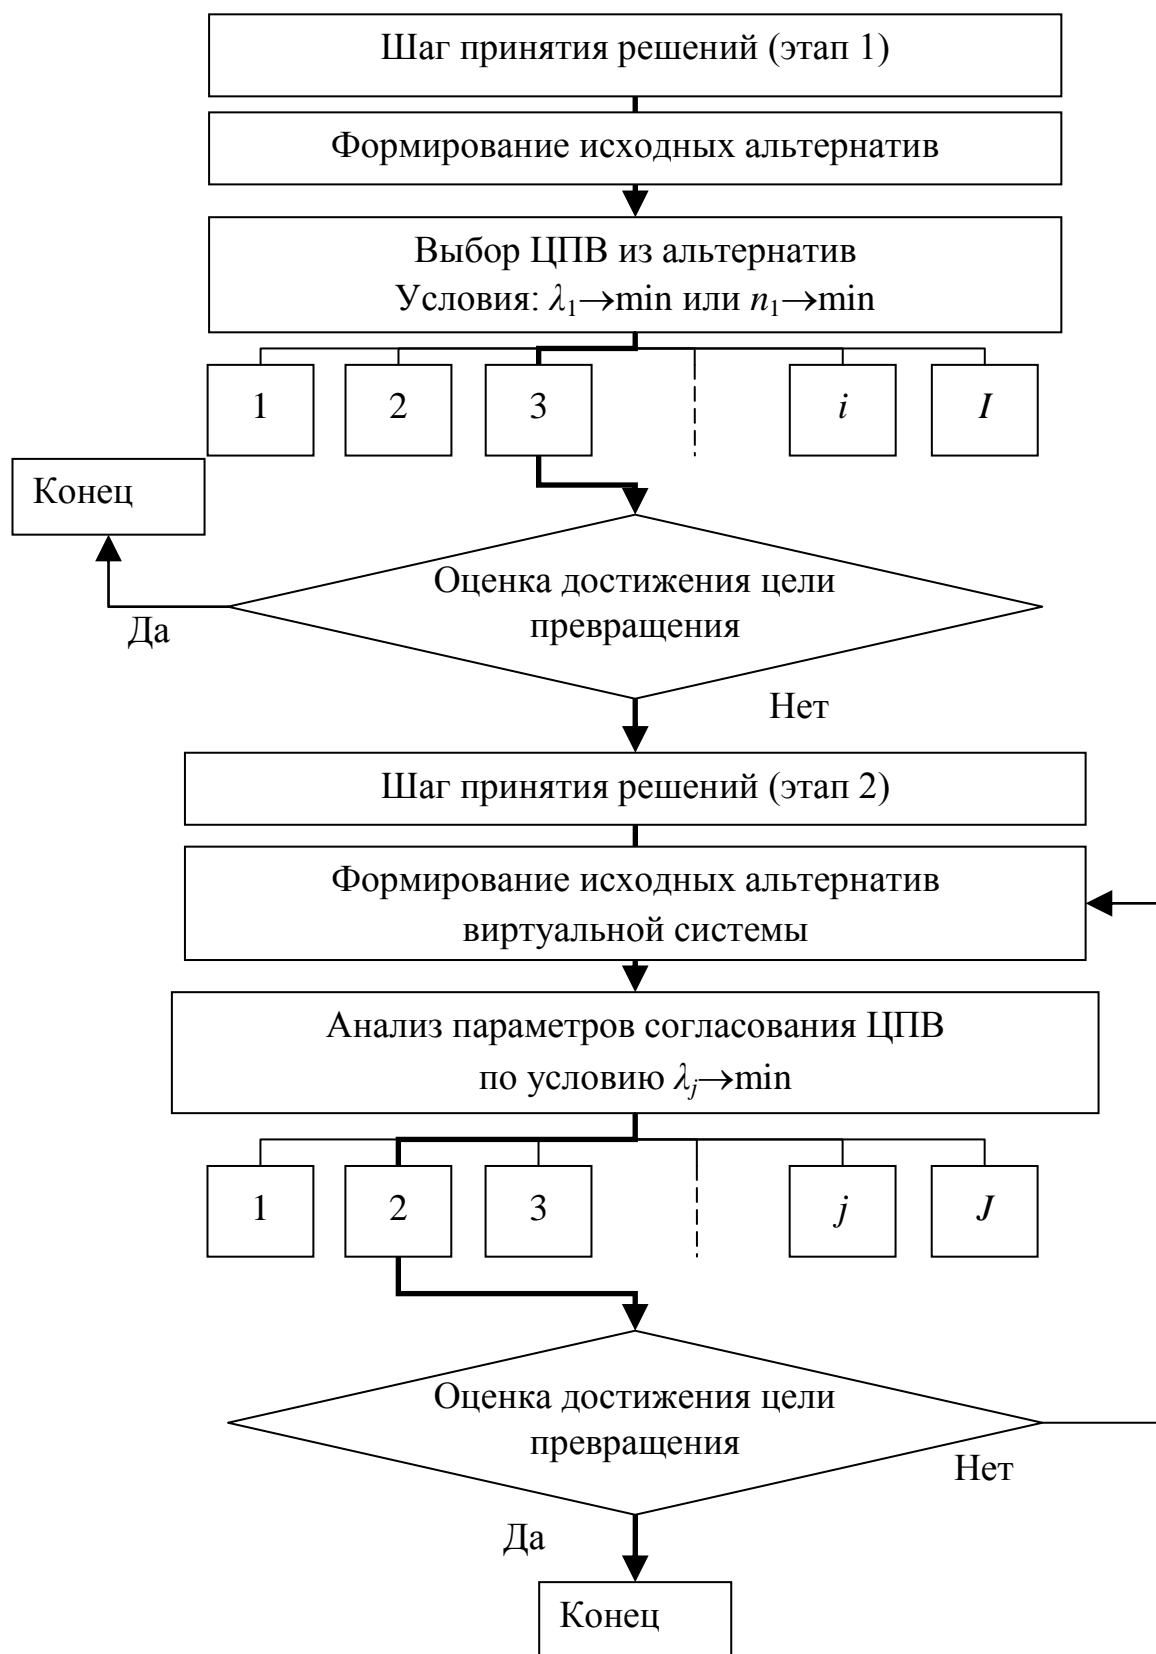 Шаг принятия решений (этап 1)
Формирование исходных альтернатив
Выбор ЦПВ из альтернатив
Условия: λ₁→min или n₁→min
1 2 3 i I
Конец
Оценка достижения цели
превращения
Да
Нет
Шаг принятия решений (этап 2)
Формирование исходных альтернатив
виртуальной системы
Анализ параметров согласования ЦПВ
по условию λⱼ→min
1 2 3 j J
Оценка достижения цели
превращения
Нет
Да
Конец